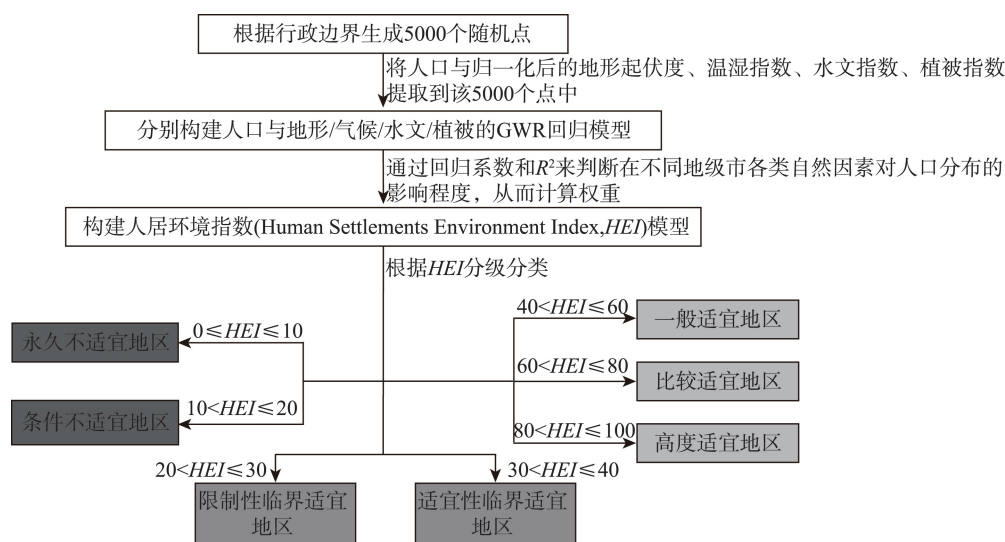 根据行政边界生成5000个随机点
将人口与归一化后的地形起伏度、温湿指数、水文指数、植被指数
提取到该5000个点中
分别构建人口与地形/气候/水文/植被的GWR回归模型
通过回归系数和R²来判断在不同地级市各类自然因素对人口分布的
影响程度，从而计算权重
构建人居环境指数(Human Settlements Environment Index,HEI)模型
根据HEI分级分类
0≤HEI≤10
永久不适宜地区
10<HEI≤20
条件不适宜地区
40<HEI≤60
一般适宜地区
60<HEI≤80
比较适宜地区
80<HEI≤100
高度适宜地区
20<HEI≤30
限制性临界适宜
地区
30<HEI≤40
适宜性临界适宜
地区